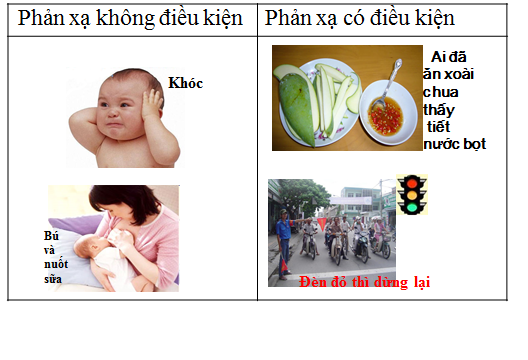 Phản xạ không điều kiện
Phản xạ có điều kiện
Khóc
Ai đã
ăn xoài
chua
thấy
tiết
nước bọt
Bú
và
nuốt
sữa
Đèn đỏ thì dừng lại